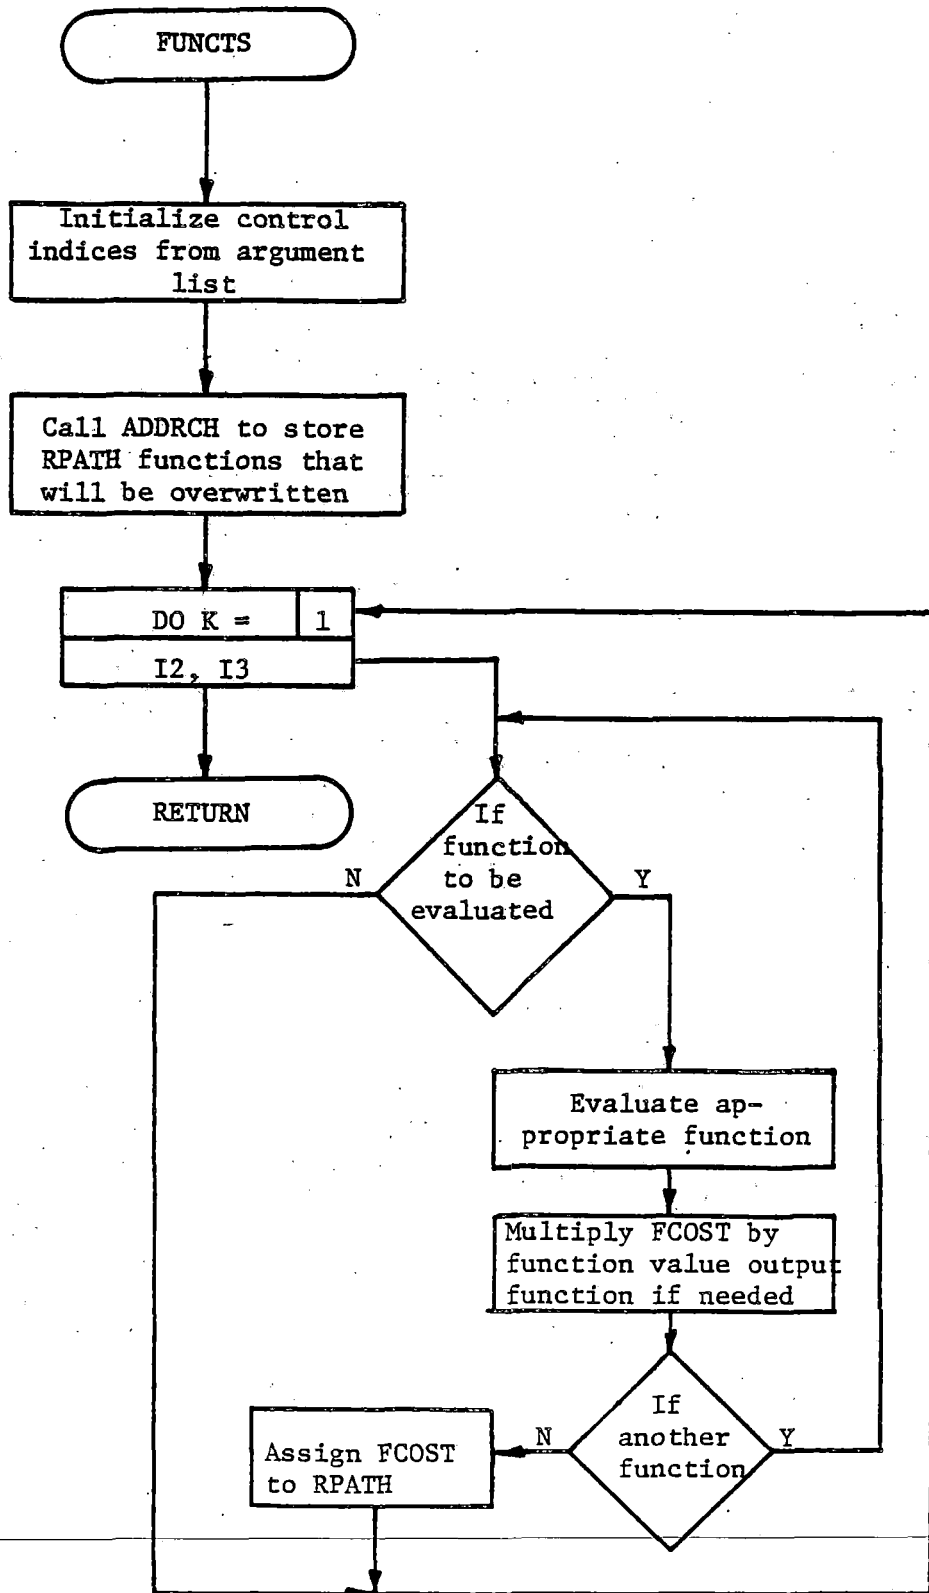 FUNCTS
Initialize control
indices from argument
list
Call ADDRCH to store
RPATH functions that
will be overwritten
DO K = 1
I2, I3
RETURN
If
function
to be
evaluated
N
Y
Evaluate ap-
propriate function
Multiply FCOST by
function value output
function if needed
If
another
function
N
Y
Assign FCOST
to RPATH